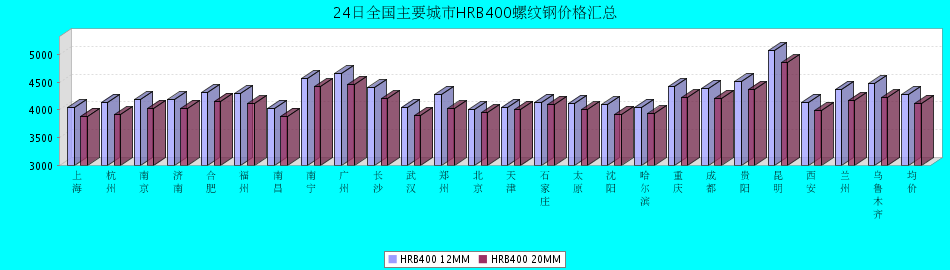 24日全国主要城市HRB400螺纹钢价格汇总
5000
4500
4000
3500
3000
上海 杭州 南京 济南 合肥 福州 南昌 南宁 广州 长沙 武汉 郑州 北京 天津 石家庄 太原 沈阳 哈尔滨 重庆 成都 贵阳 昆明 西安 兰州 乌鲁木齐 均价
HRB400 12MM HRB400 20MM